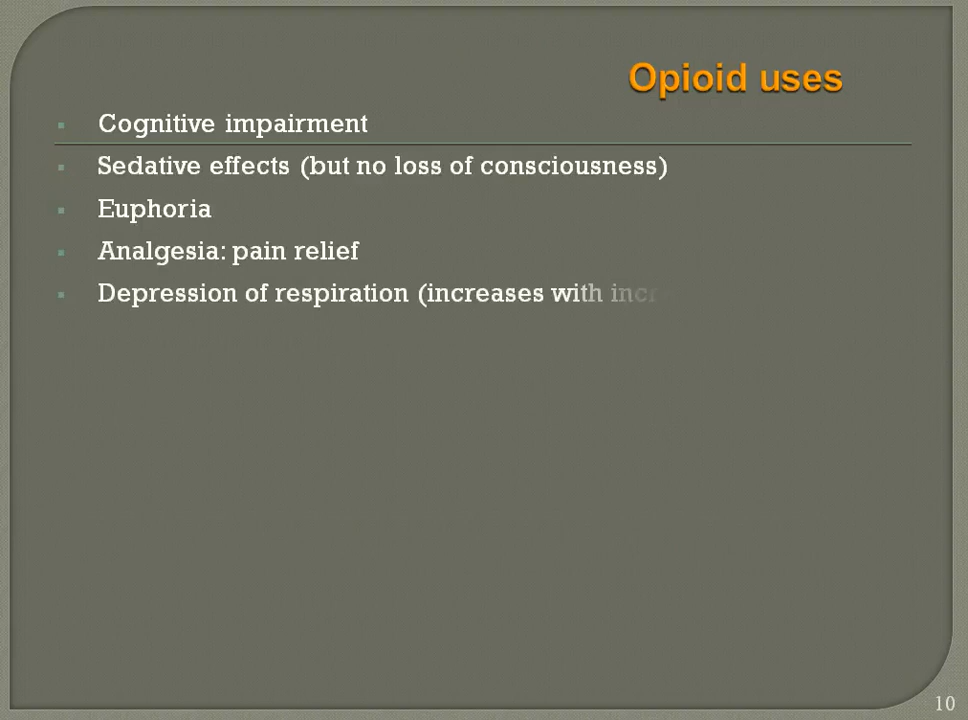 Opioid uses
Cognitive impairment
Sedative effects (but no loss of consciousness)
Euphoria
Analgesia: pain relief
Depression of respiration (increases with
10